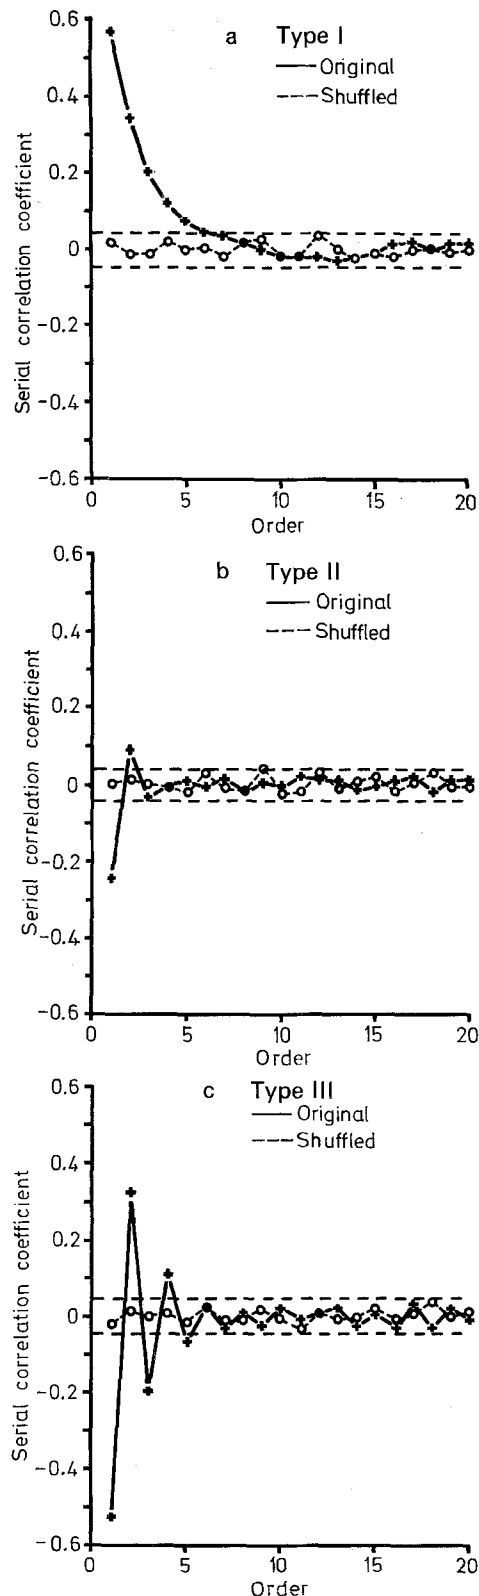 a Type I
Original
Shuffled
Serial correlation coefficient
0.6
0.4
0.2
0
-0.2
-0.4
-0.6
0 5 10 15 20
Order
b Type II
Original
Shuffled
Serial correlation coefficient
0.6
0.4
0.2
0
-0.2
-0.4
-0.6
0 5 10 15 20
Order
c Type III
Original
Shuffled
Serial correlation coefficient
0.6
0.4
0.2
0
-0.2
-0.4
-0.6
0 5 10 15 20
Order